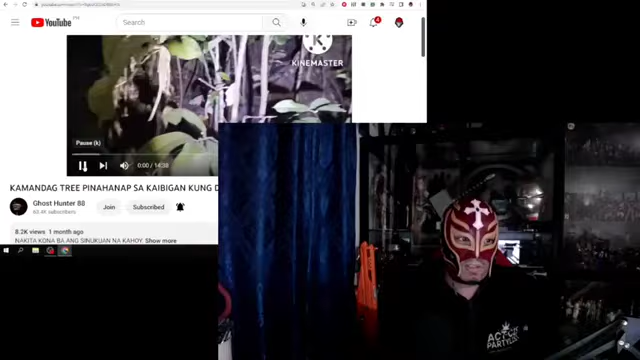 YouTube
Search
KINEMASTER
Pause (k)
0:00 / 14:38
KAMANDAG TREE PINAHANAP SA KAIBIGAN KUNG
Ghost Hunter 88
Join
Subscribed
8.2K views 1 month ago
NAKITA KONA BA ANG SINUKUAN NA KAHOY. Show more